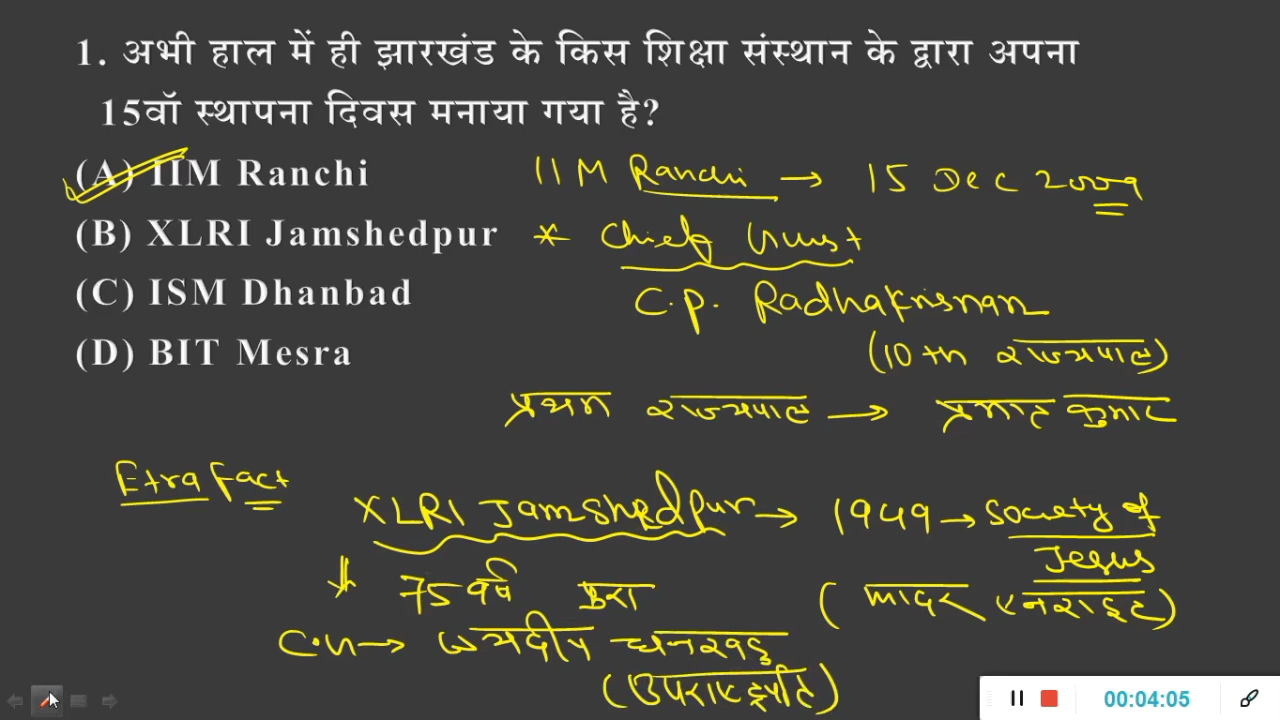 1. अभी हाल में ही झारखंड के किस शिक्षा संस्थान के द्वारा अपना
15वॉ स्थापना दिवस मनाया गया है?
(A) IIM Ranchi
IIM Ranchi → 15 Dec 2009
(B) XLRI Jamshedpur
* Chief Guest
(C) ISM Dhanbad
C.P. Radhakrisnan
(D) BIT Mesra
(10th राज्यपाल)
प्रथम राज्यपाल → प्रभात कुमार
Etra Fact
XLRI Jamshedpur → 1949 → Society of
Jesus
* 75 वर्ष पुरा
(फादर एनराइट)
C.G → जगदीप धनखड़
(उपराष्ट्रपति)
00:04:05